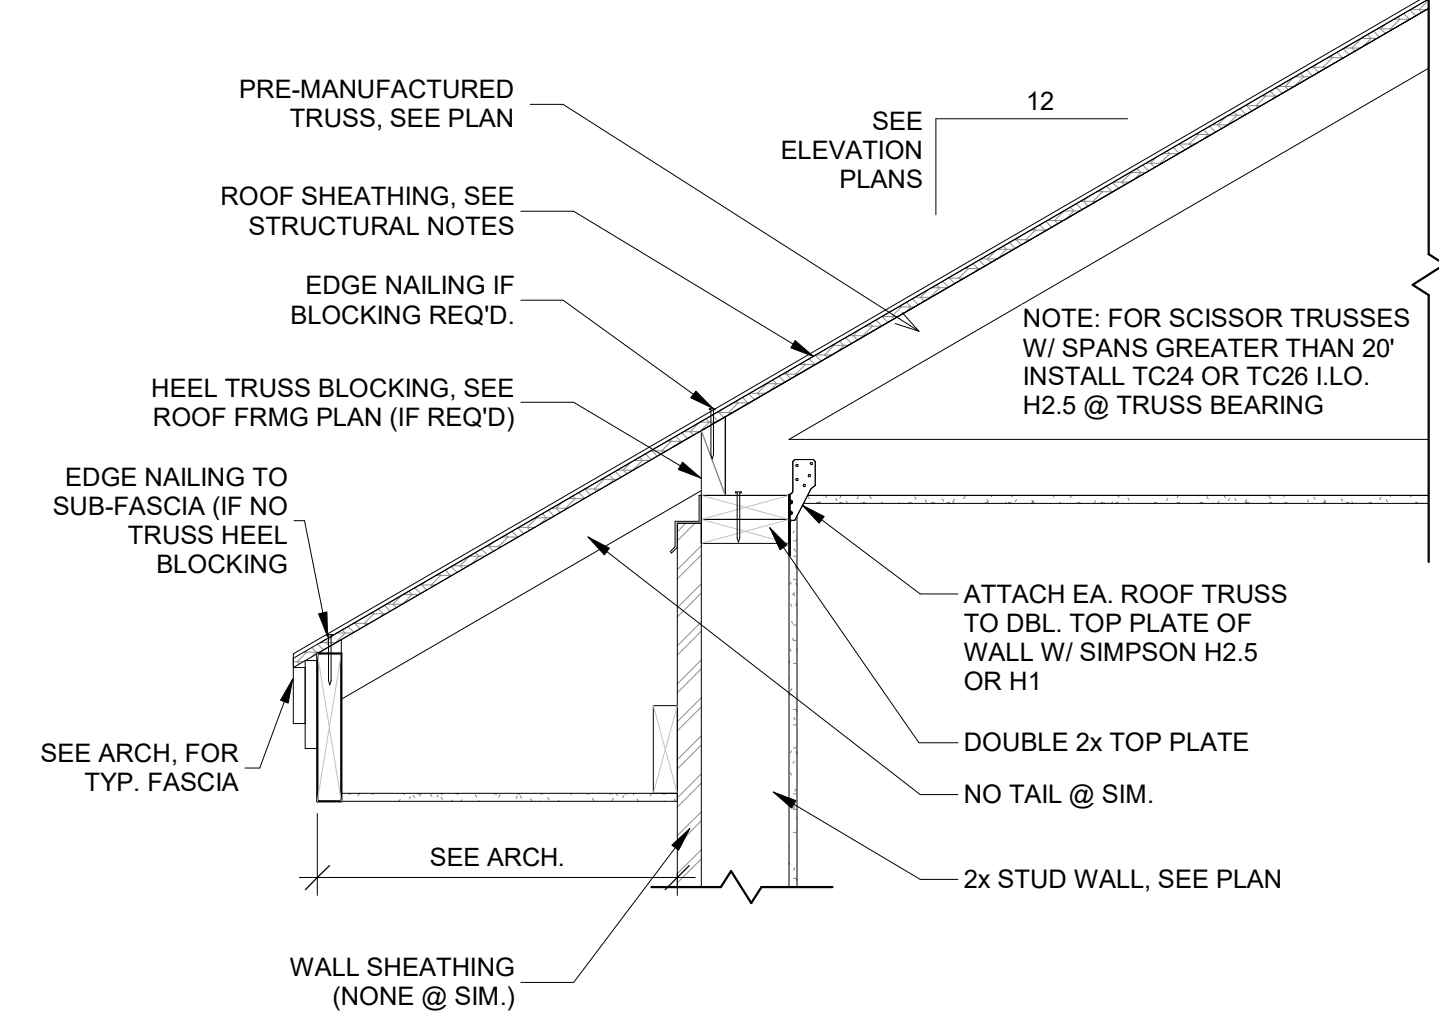 PRE-MANUFACTURED
TRUSS, SEE PLAN
ROOF SHEATHING, SEE
STRUCTURAL NOTES
EDGE NAILING IF
BLOCKING REQ'D.
HEEL TRUSS BLOCKING, SEE
ROOF FRMG PLAN (IF REQ'D)
EDGE NAILING TO
SUB-FASCIA (IF NO
TRUSS HEEL
BLOCKING
SEE ARCH, FOR
TYP. FASCIA
SEE ARCH.
WALL SHEATHING
(NONE @ SIM.)
12
SEE
ELEVATION
PLANS
NOTE: FOR SCISSOR TRUSSES
W/ SPANS GREATER THAN 20'
INSTALL TC24 OR TC26 I.LO.
H2.5 @ TRUSS BEARING
ATTACH EA. ROOF TRUSS
TO DBL. TOP PLATE OF
WALL W/ SIMPSON H2.5
OR H1
DOUBLE 2x TOP PLATE
NO TAIL @ SIM.
2x STUD WALL, SEE PLAN